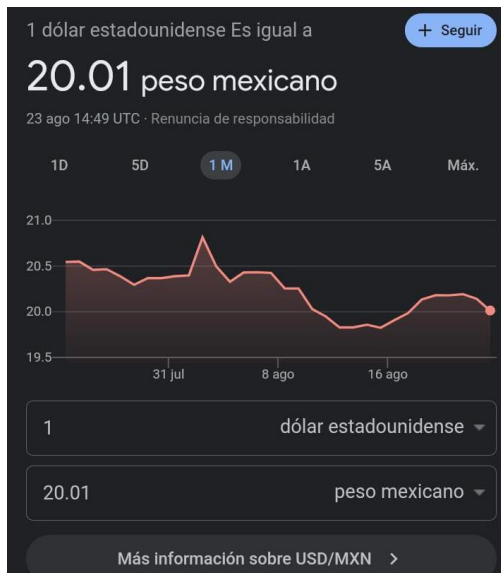 1 dólar estadounidense Es igual a
+ Seguir
20.01 peso mexicano
23 ago 14:49 UTC · Renuncia de responsabilidad
1D 5D 1 M 1A 5A Máx.
21.0
20.5
20.0
19.5
31 jul 8 ago 16 ago
1 dólar estadounidense
20.01 peso mexicano
Más información sobre USD/MXN >